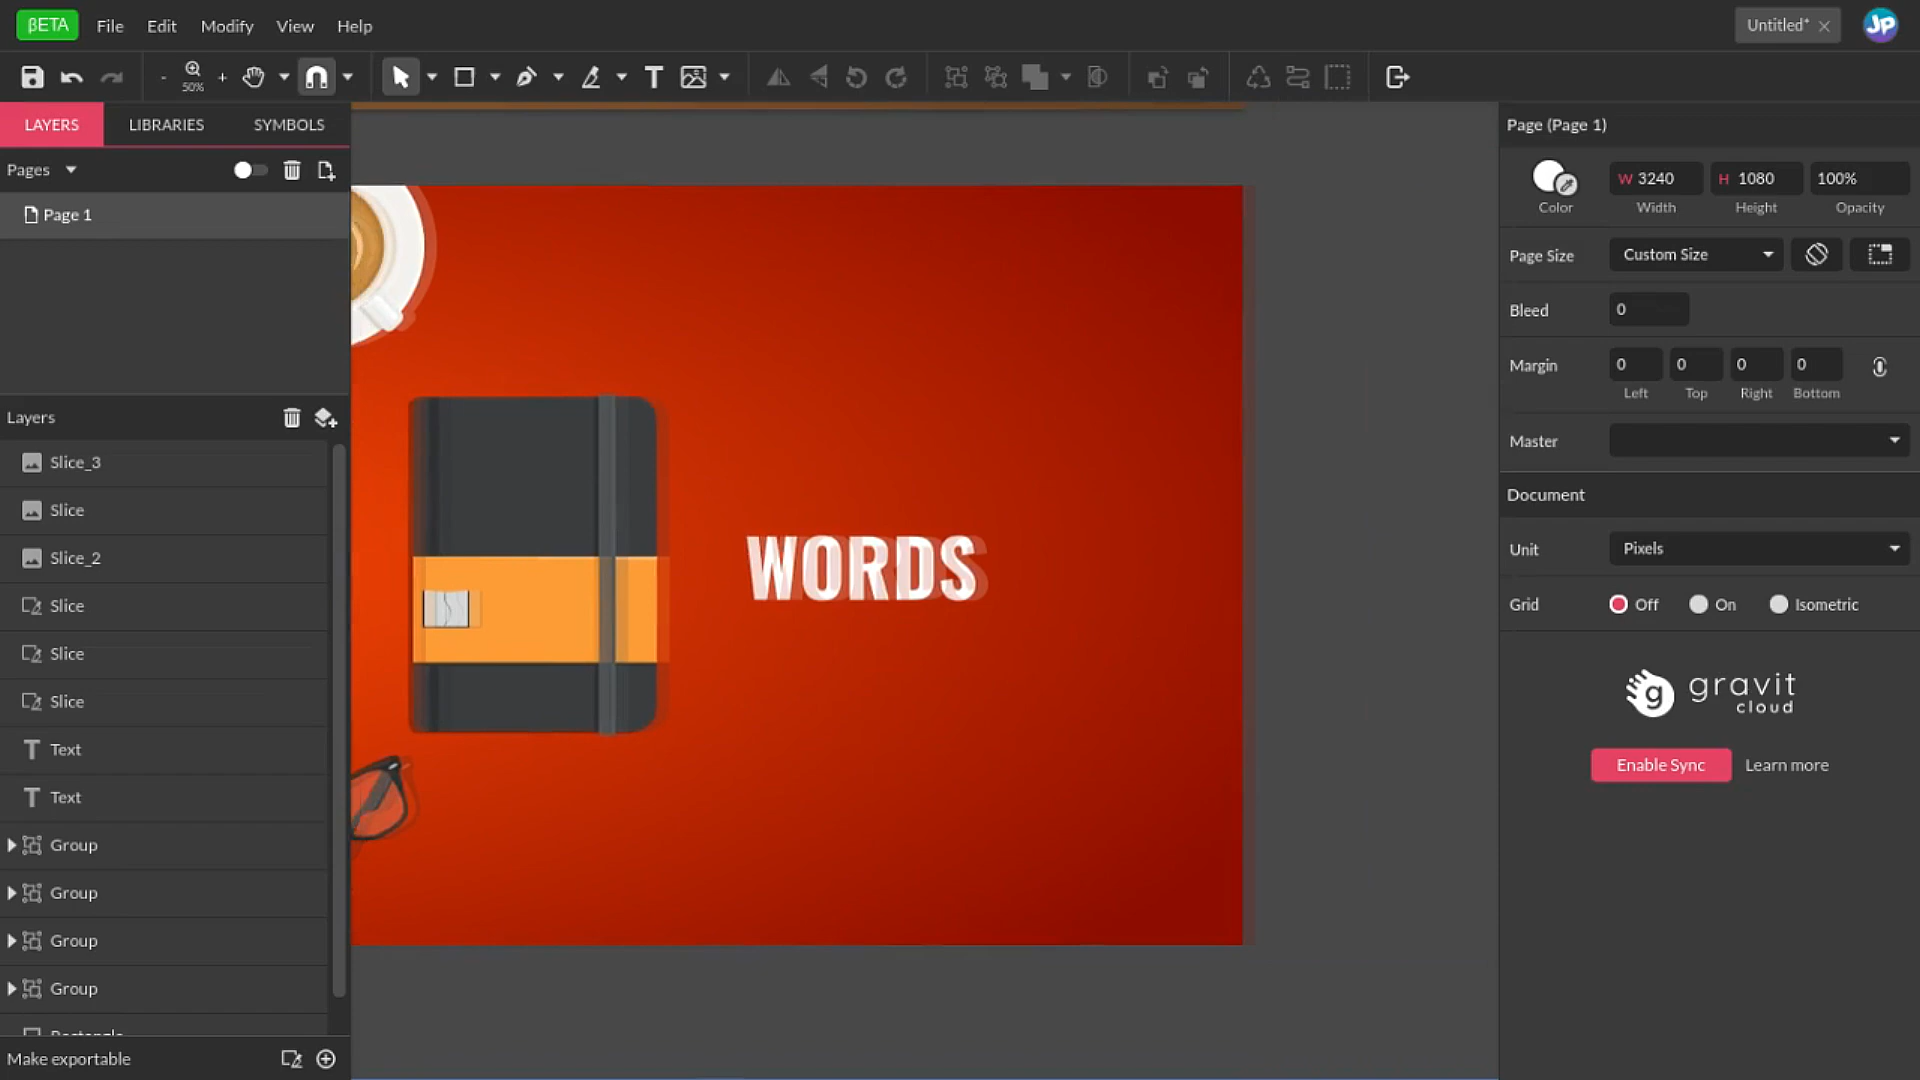 βETA File Edit Modify View Help Untitled*
JP
- 50% + T
LAYERS LIBRARIES SYMBOLS
Pages
Page 1
Layers
Slice_3
Slice
Slice_2
Slice
Slice
Slice
Text
Text
Group
Group
Group
Group
Rectangle
Make exportable
WORDS
Page (Page 1)
W 3240 H 1080 100%
Color Width Height Opacity
Page Size Custom Size
Bleed 0
Margin 0 0 0 0
Left Top Right Bottom
Master
Document
Unit Pixels
Grid Off On Isometric
g gravit
cloud
Enable Sync Learn more